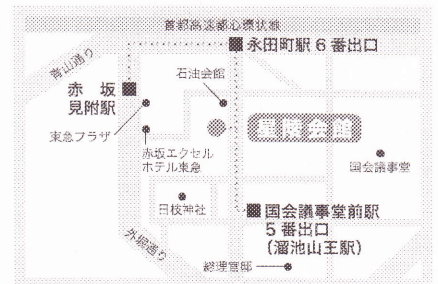 首都高速都心環状線
青山通り
永田町駅6番出口
石油会館
赤坂
見附駅
東急プラザ
星陵会館
赤坂エクセル
ホテル東急
国会議事堂
日枝神社
国会議事堂前駅
5番出口
(溜池山王駅)
外堀通り
総理官邸